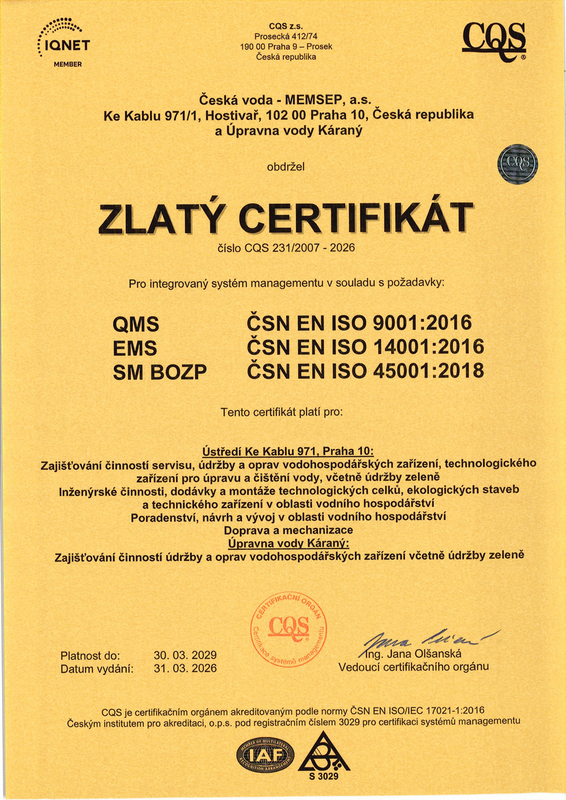 IQNET
MEMBER
CQS z.s.
Prosecká 412/74
190 00 Praha 9 – Prosek
Česká republika
CQS®
Česká voda - MEMSEP, a.s.
Ke Kablu 971/1, Hostivař, 102 00 Praha 10, Česká republika
a Úpravna vody Káraný
CQS
obdržel
ZLATÝ CERTIFIKÁT
číslo CQS 231/2007 - 2026
Pro integrovaný systém managementu v souladu s požadavky:
QMS ČSN EN ISO 9001:2016
EMS ČSN EN ISO 14001:2016
SM BOZP ČSN EN ISO 45001:2018
Tento certifikát platí pro:
Ústředí Ke Kablu 971, Praha 10:
Zajišťování činností servisu, údržby a oprav vodohospodářských zařízení, technologického
zařízení pro úpravu a čištění vody, včetně údržby zeleně
Inženýrské činnosti, dodávky a montáže technologických celků, ekologických staveb
a technického zařízení v oblasti vodního hospodářství
Poradenství, návrh a vývoj v oblasti vodního hospodářství
Doprava a mechanizace
Úpravna vody Káraný:
Zajišťování činností údržby a oprav vodohospodářských zařízení včetně údržby zeleně
CERTIFIKAČNÍ ORGÁN
CQS
Certifikace systémů managementu
Platnost do: 30. 03. 2029
Datum vydání: 31. 03. 2026
Ing. Jana Olšanská
Vedoucí certifikačního orgánu
CQS je certifikačním orgánem akreditovaným podle normy ČSN EN ISO/IEC 17021-1:2016
Českým institutem pro akreditaci, o.p.s. pod registračním číslem 3029 pro certifikaci systémů managementu
IAF
S 3029